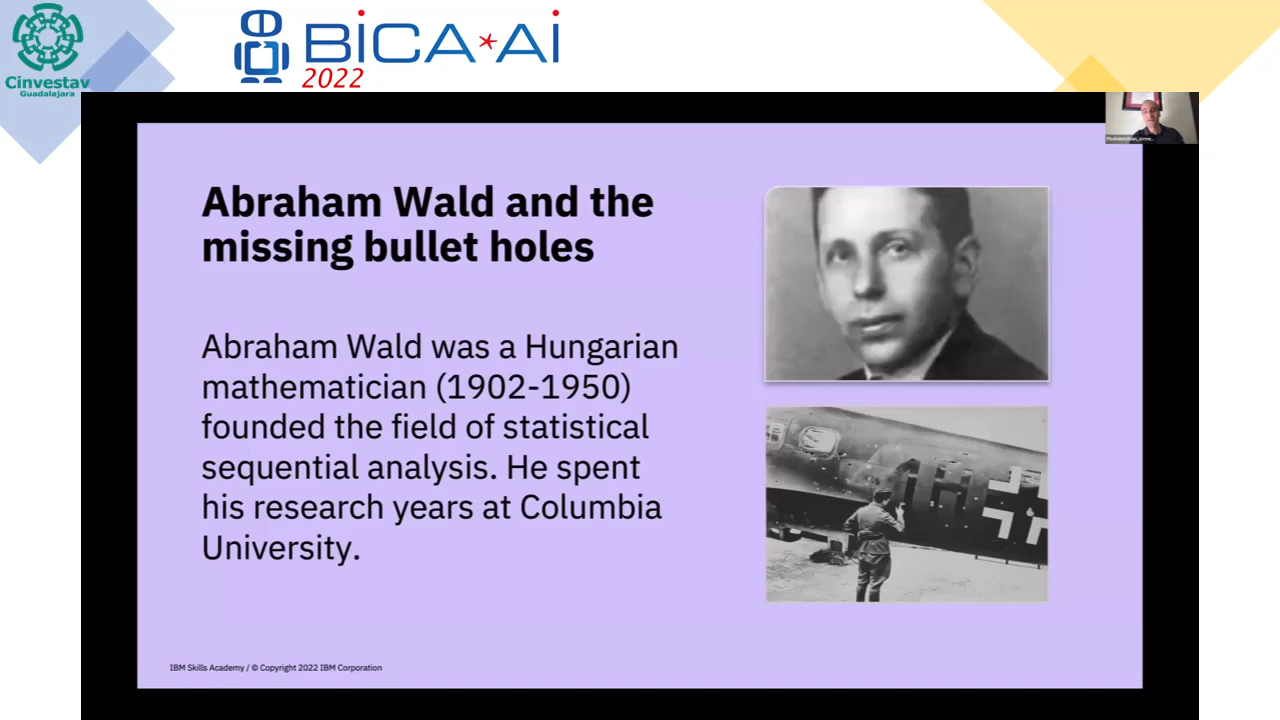 Cinvestav
Guadalajara
BiCA*Ai
2022
Abraham Wald and the
missing bullet holes
Abraham Wald was a Hungarian
mathematician (1902-1950)
founded the field of statistical
sequential analysis. He spent
his research years at Columbia
University.
1H
IBM Skills Academy / © Copyright 2022 IBM Corporation